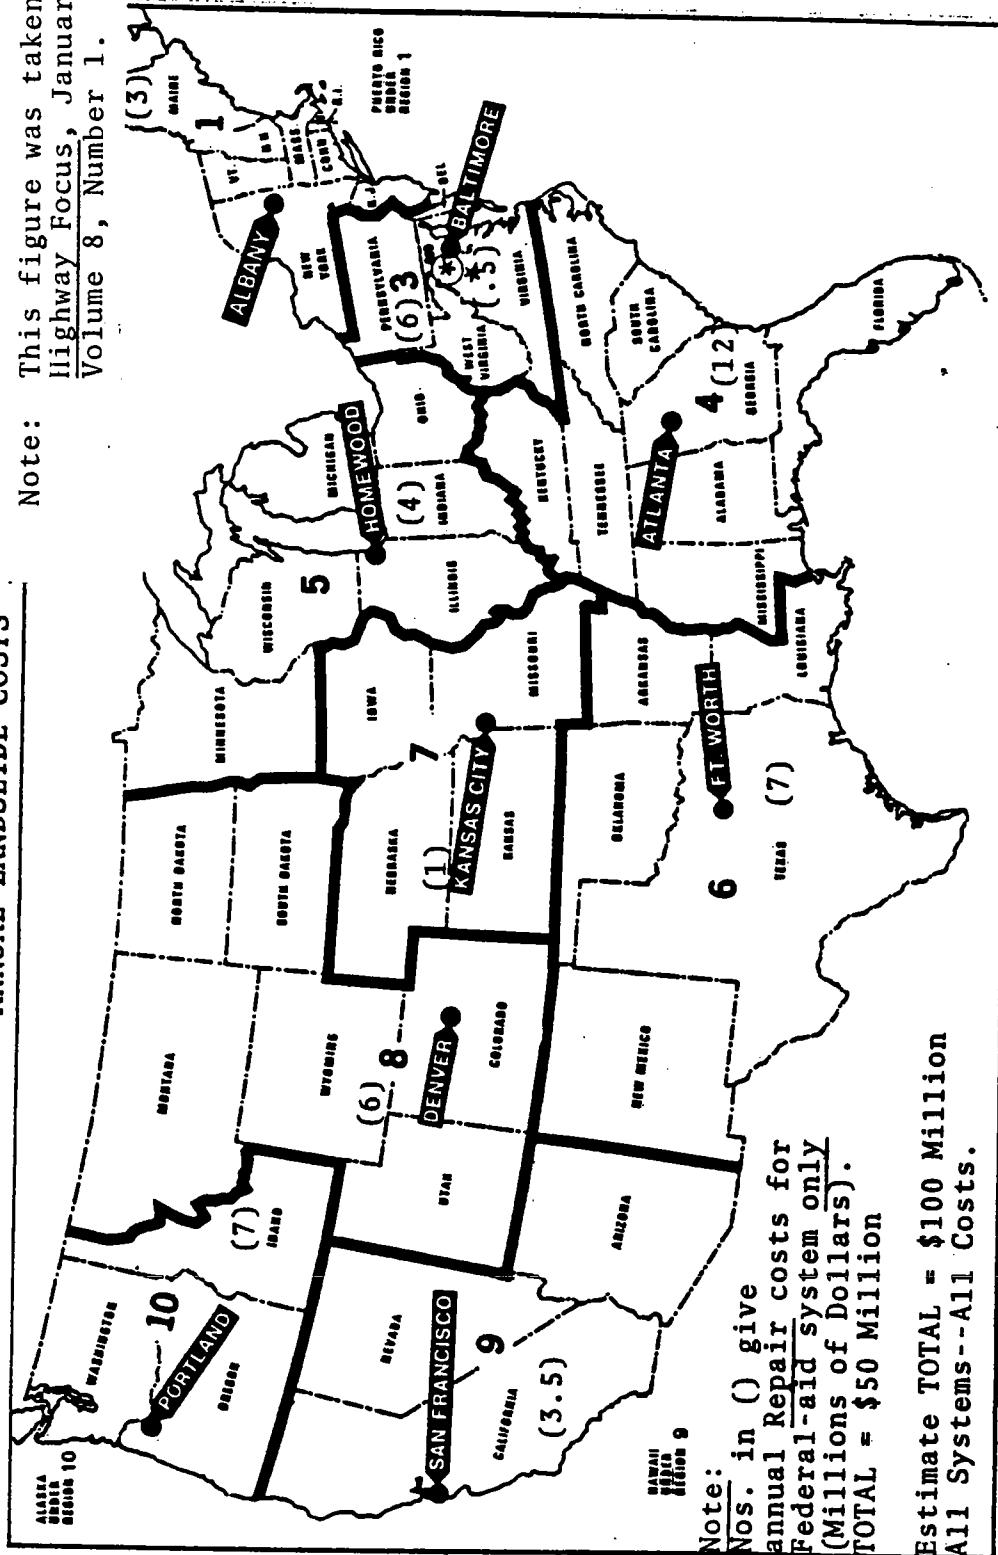 Note: This figure was taken
Highway Focus, Januar
Volume 8, Number 1.
ALASKA
UNDER
REGION 10
WASHINGTON
10
PORTLAND
OREGON
(7)
IDAHO
MONTANA
NORTH DAKOTA
SOUTH DAKOTA
MINNESOTA
WISCONSIN
5
MICHIGAN
HOMEWOOD
(4)
INDIANA
ILLINOIS
OHIO
WYOMING
(6)
8
DENVER
COLORADO
UTAH
NEBRASKA
(1)
7
KANSAS CITY
KANSAS
IOWA
MISSOURI
NEVADA
SAN FRANCISCO
9
CALIFORNIA
(3.5)
ARIZONA
HAWAII
UNDER
REGION 9
NEW MEXICO
OKLAHOMA
6
TEXAS
(7)
FT. WORTH
ARKANSAS
LOUISIANA
KENTUCKY
TENNESSEE
MISSISSIPPI
ALABAMA
ATLANTA
4
(12)
GEORGIA
FLORIDA
SOUTH
CAROLINA
NORTH CAROLINA
VIRGINIA
WEST
VIRGINIA
(.5)
*
*
BALTIMORE
DEL
PENNSYLVANIA
(6) 3
N.J.
NEW
YORK
ALBANY
VT.
N H
MASS.
CONN
R.I.
1
MAINE
(3)
PUERTO RICO
UNDER
REGION 1
Note:
Nos. in () give
annual Repair costs for
Federal-aid system only
(Millions of Dollars).
TOTAL = $50 Million
Estimate TOTAL = $100 Million
All Systems--All Costs.